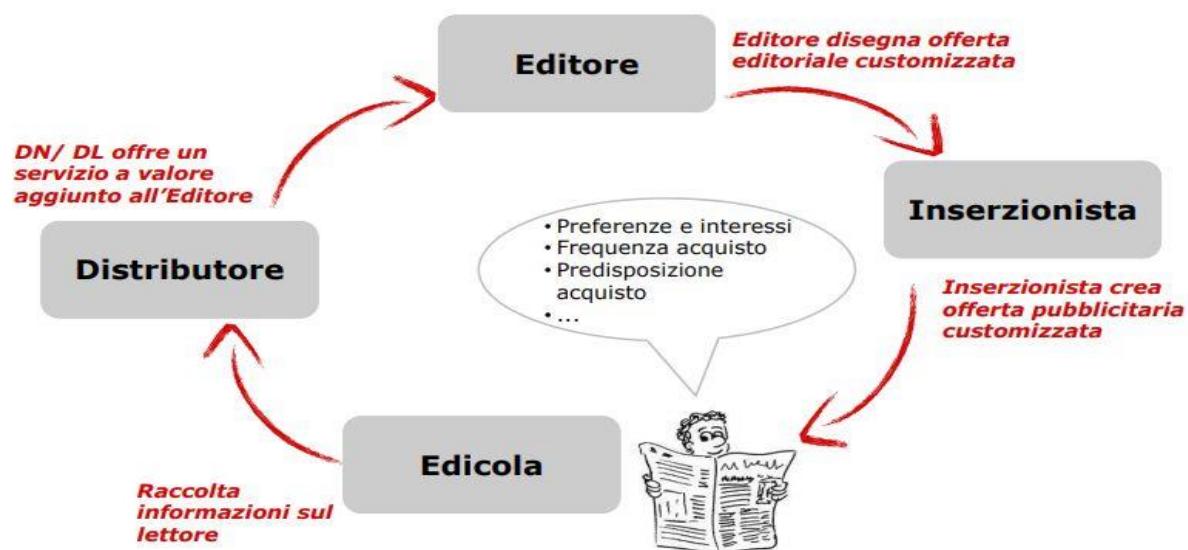 Editore
Editore disegna offerta
editoriale customizzata
DN/ DL offre un
servizio a valore
aggiunto all’Editore
Inserzionista
Distributore
• Preferenze e interessi
• Frequenza acquisto
• Predisposizione
acquisto
• ...
Inserzionista crea
offerta pubblicitaria
customizzata
Edicola
Raccolta
informazioni sul
lettore